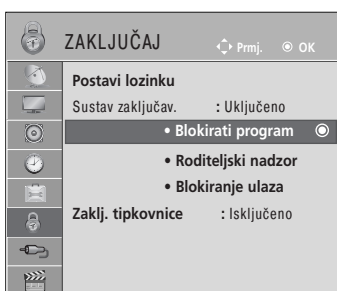 ZAKLJUČAJ Prmj. OK
Postavi lozinku
Sustav zaključav. : Uključeno
• Blokirati program
• Roditeljski nadzor
• Blokiranje ulaza
Zaklj. tipkovnice : Isključeno